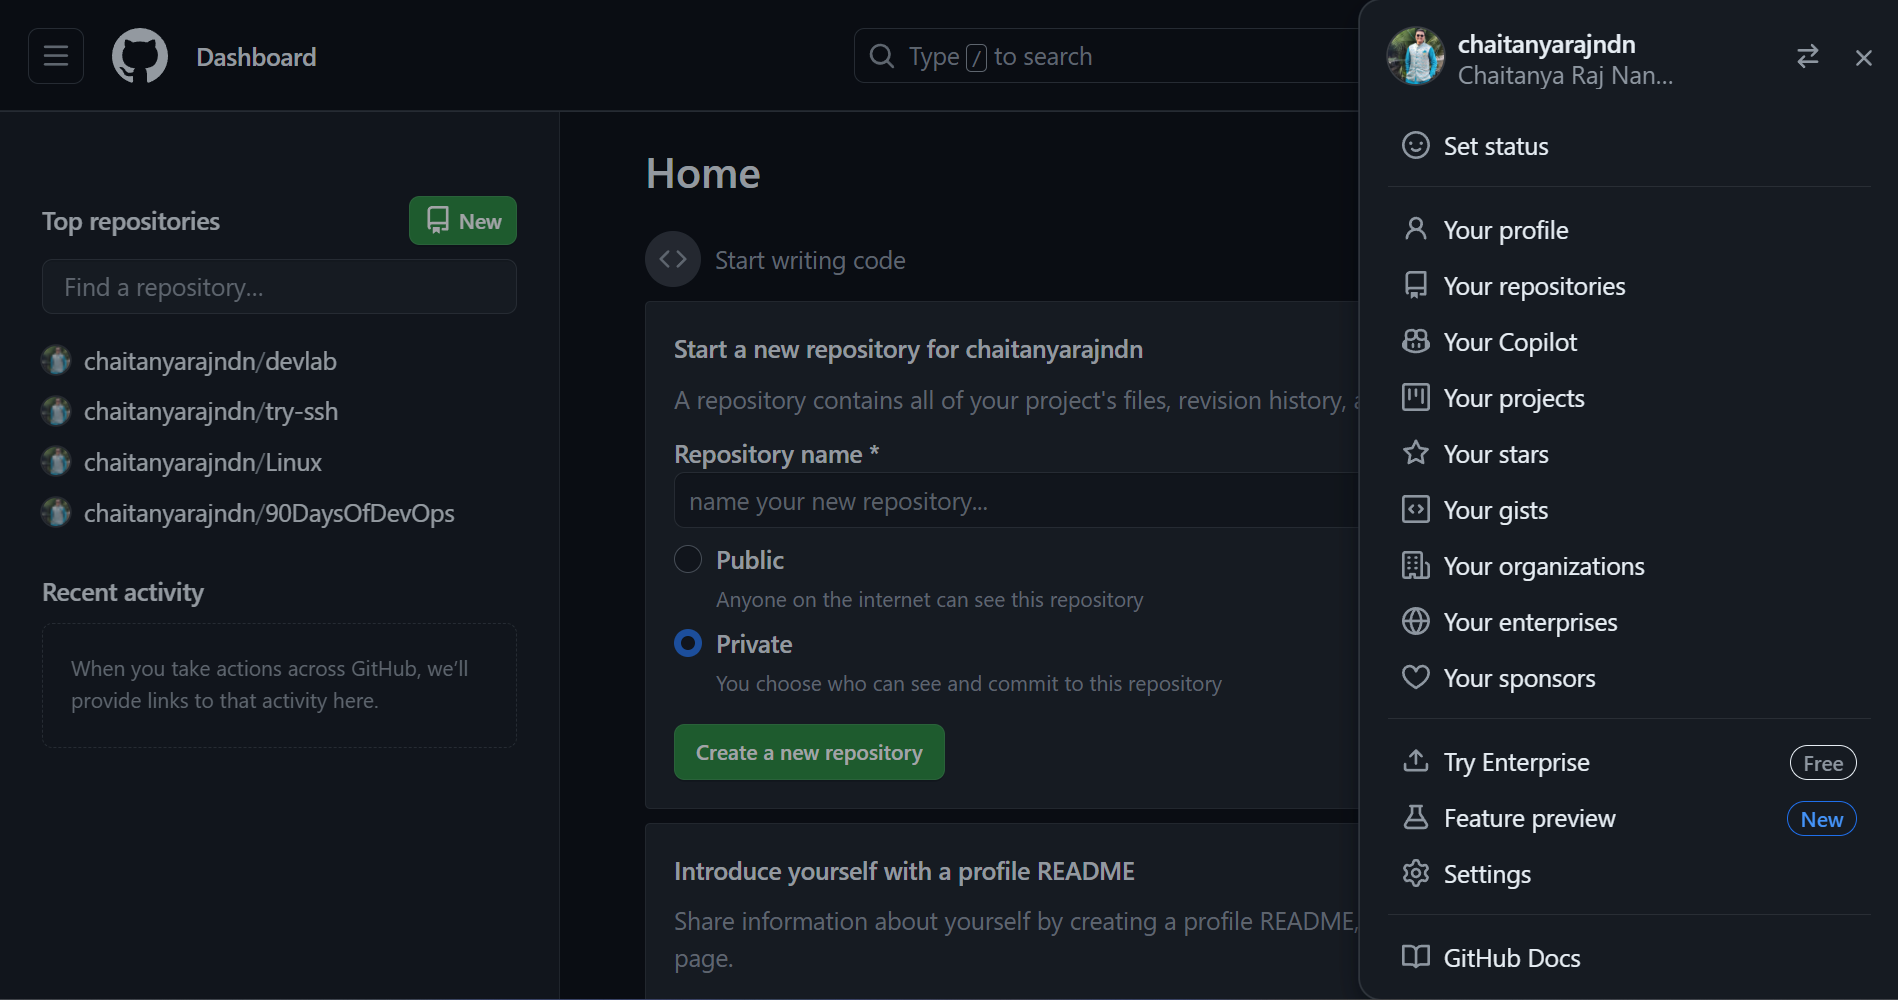 Dashboard
Type / to search
Top repositories
New
Find a repository...
chaitanyarajndn/devlab
chaitanyarajndn/try-ssh
chaitanyarajndn/Linux
chaitanyarajndn/90DaysOfDevOps
Recent activity
When you take actions across GitHub, we’ll
provide links to that activity here.
Home
Start writing code
Start a new repository for chaitanyarajndn
A repository contains all of your project's files, revision history,
Repository name *
name your new repository...
Public
Anyone on the internet can see this repository
Private
You choose who can see and commit to this repository
Create a new repository
Introduce yourself with a profile README
Share information about yourself by creating a profile README,
page.
chaitanyarajndn
Chaitanya Raj Nan...
Set status
Your profile
Your repositories
Your Copilot
Your projects
Your stars
Your gists
Your organizations
Your enterprises
Your sponsors
Try Enterprise
Free
Feature preview
New
Settings
GitHub Docs